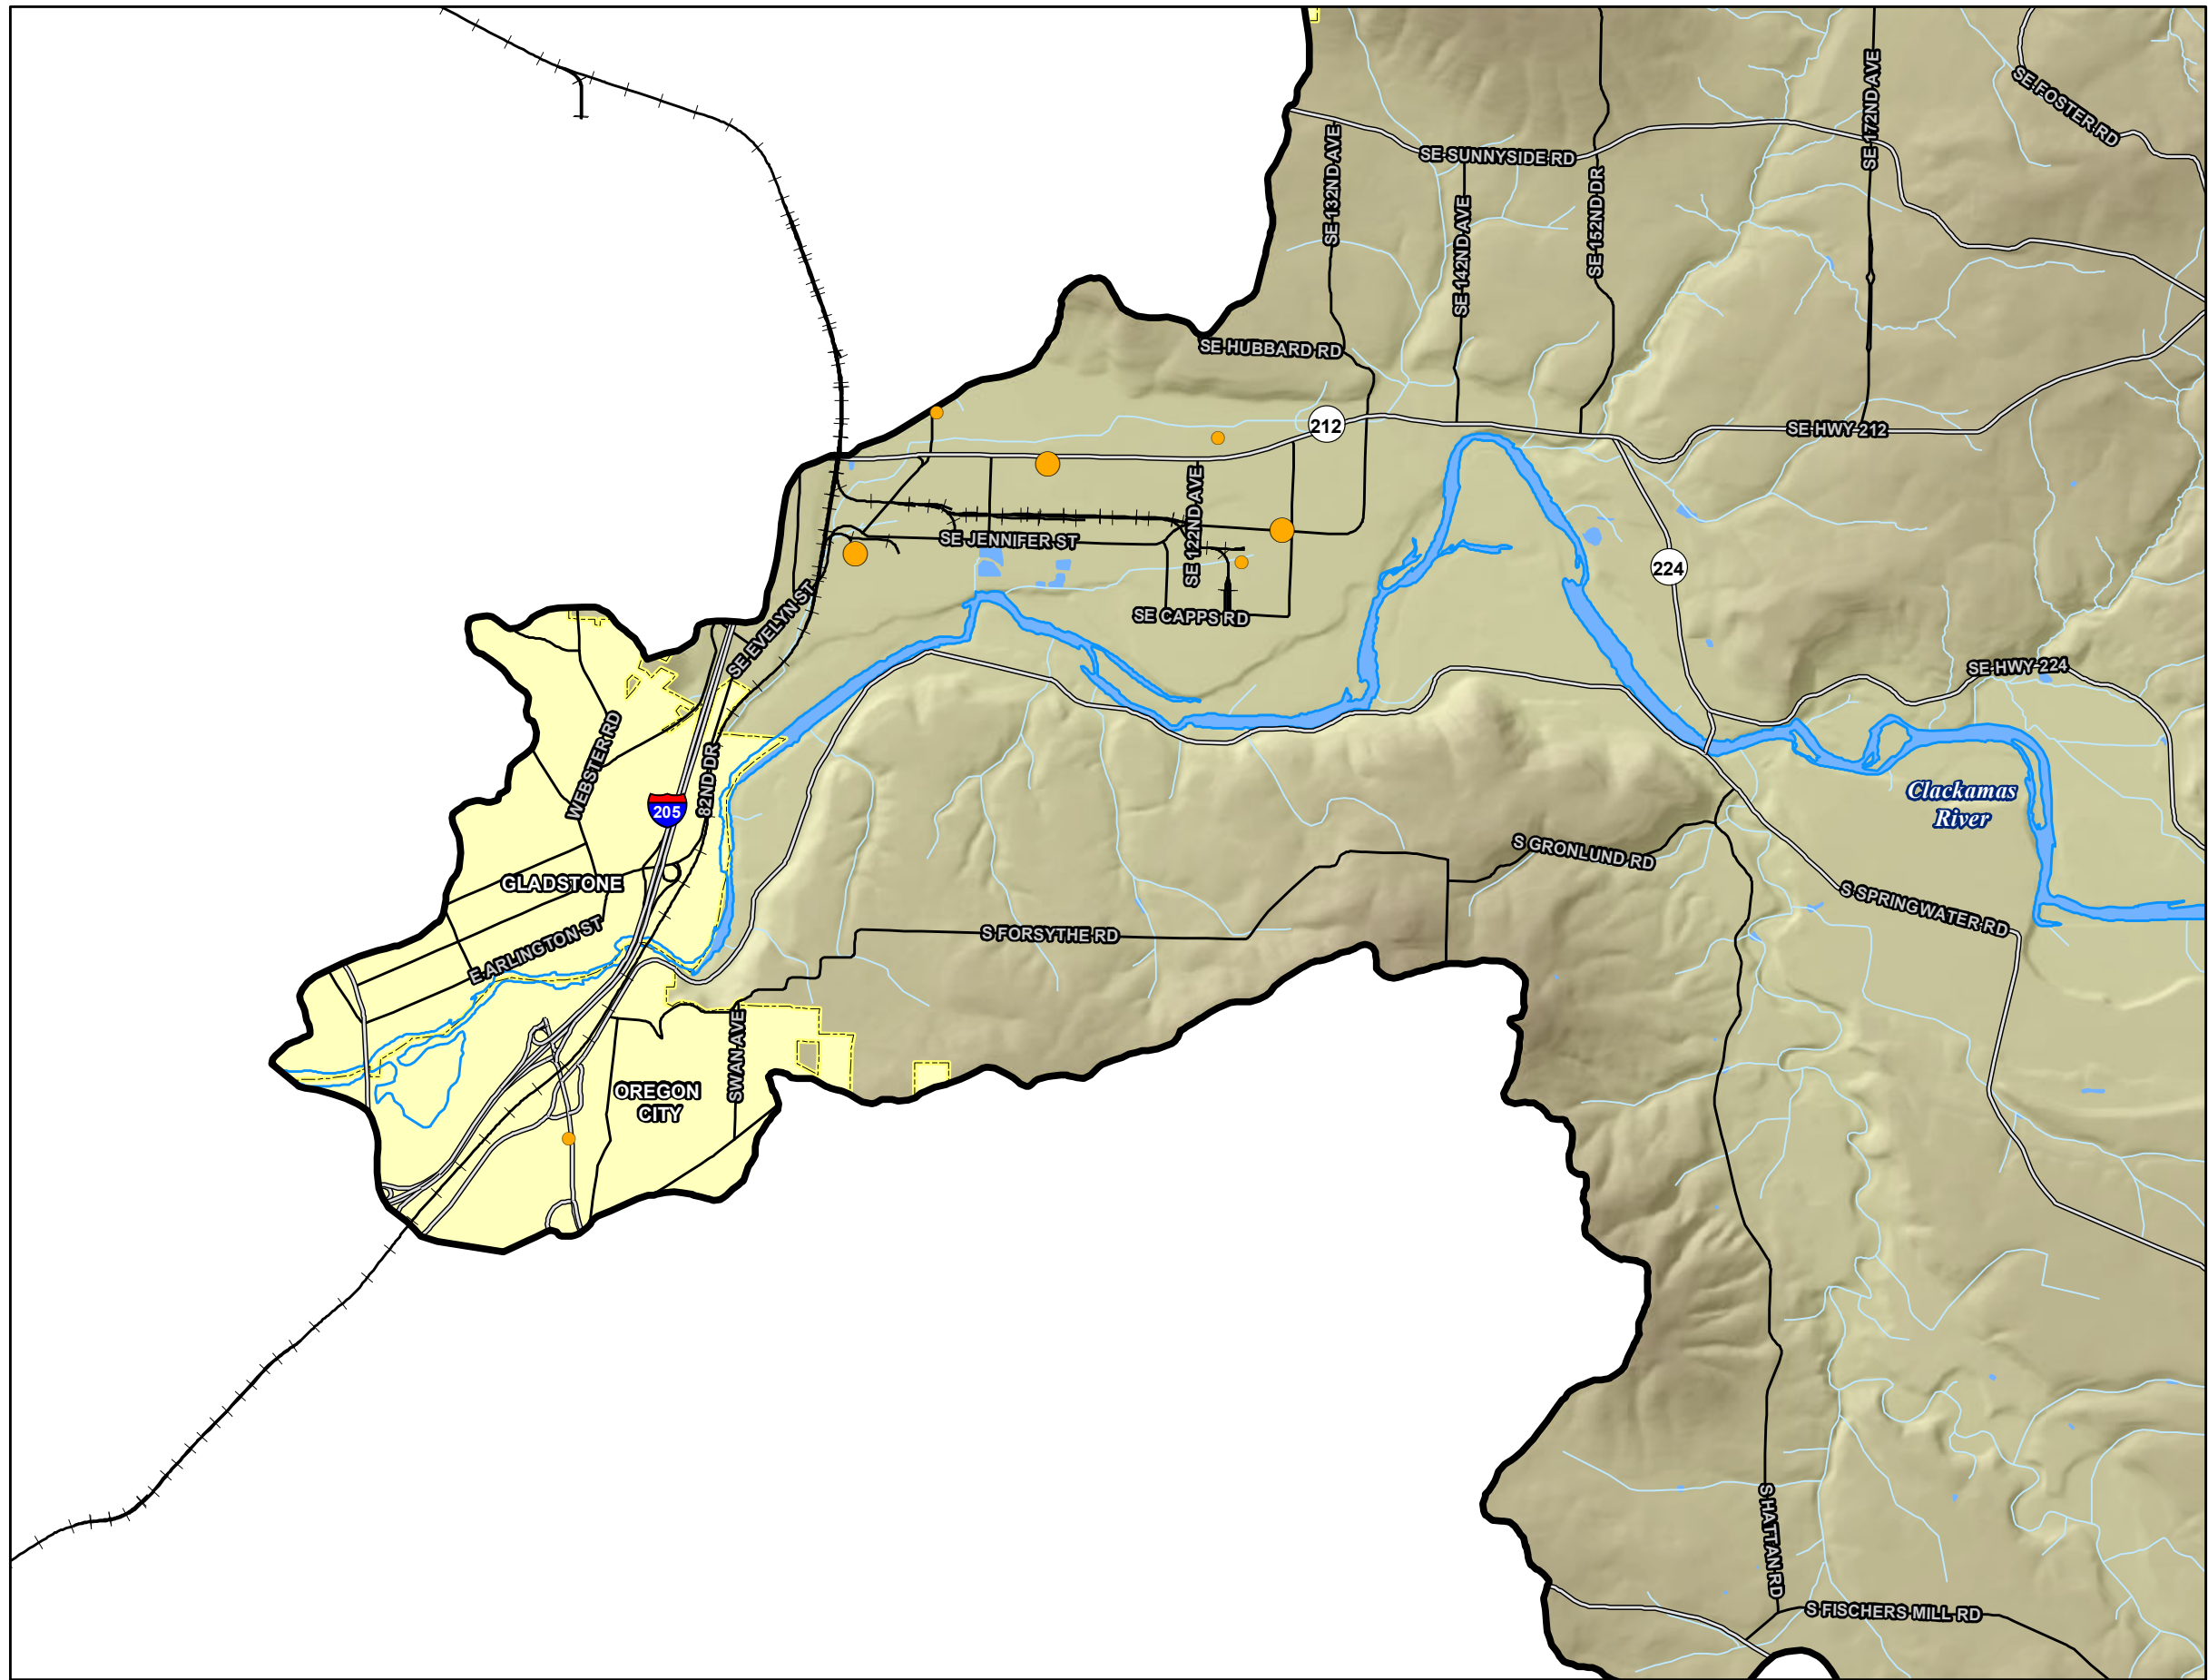 SE FOSTER RD
SE 172ND AVE
SE SUNNYSIDE RD
SE 132ND AVE
SE 142ND AVE
SE 152ND DR
SE HUBBARD RD
212
SE HWY 212
SE 122ND AVE
SE JENNIFER ST
224
SE CAPPS RD
SE EVELYN ST
SE HWY 224
WEBSTER RD
82ND DR
205
Clackamas
River
S GRONLUND RD
GLADSTONE
S SPRINGWATER RD
E ARLINGTON ST
S FORSYTHE RD
SWAN AVE
OREGON
CITY
S HATTAN RD
S FISCHERS MILL RD